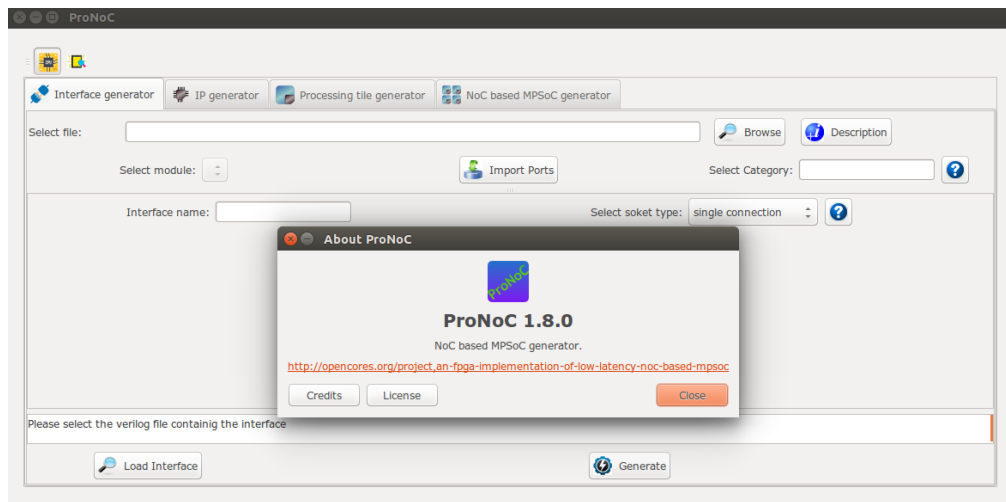 ProNoC
Interface generator IP generator Processing tile generator NoC based MPSoC generator
Select file: Browse Description
Select module: Import Ports Select Category:
Interface name: Select soket type: single connection
About ProNoC
ProNoC
ProNoC 1.8.0
NoC based MPSoC generator.
http://opencores.org/project,an-fpga-implementation-of-low-latency-noc-based-mpsoc
Credits License Close
Please select the verilog file containig the interface
Load Interface Generate